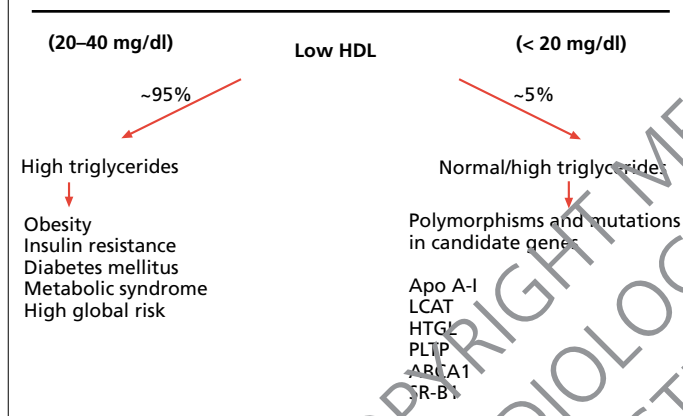 (20–40 mg/dl)
Low HDL
(< 20 mg/dl)
~95%
~5%
High triglycerides
Normal/high triglycerides
Obesity
Insulin resistance
Diabetes mellitus
Metabolic syndrome
High global risk
Polymorphisms and mutations
in candidate genes
Apo A-I
LCAT
HTGL
PLTP
ABCA1
SR-B1